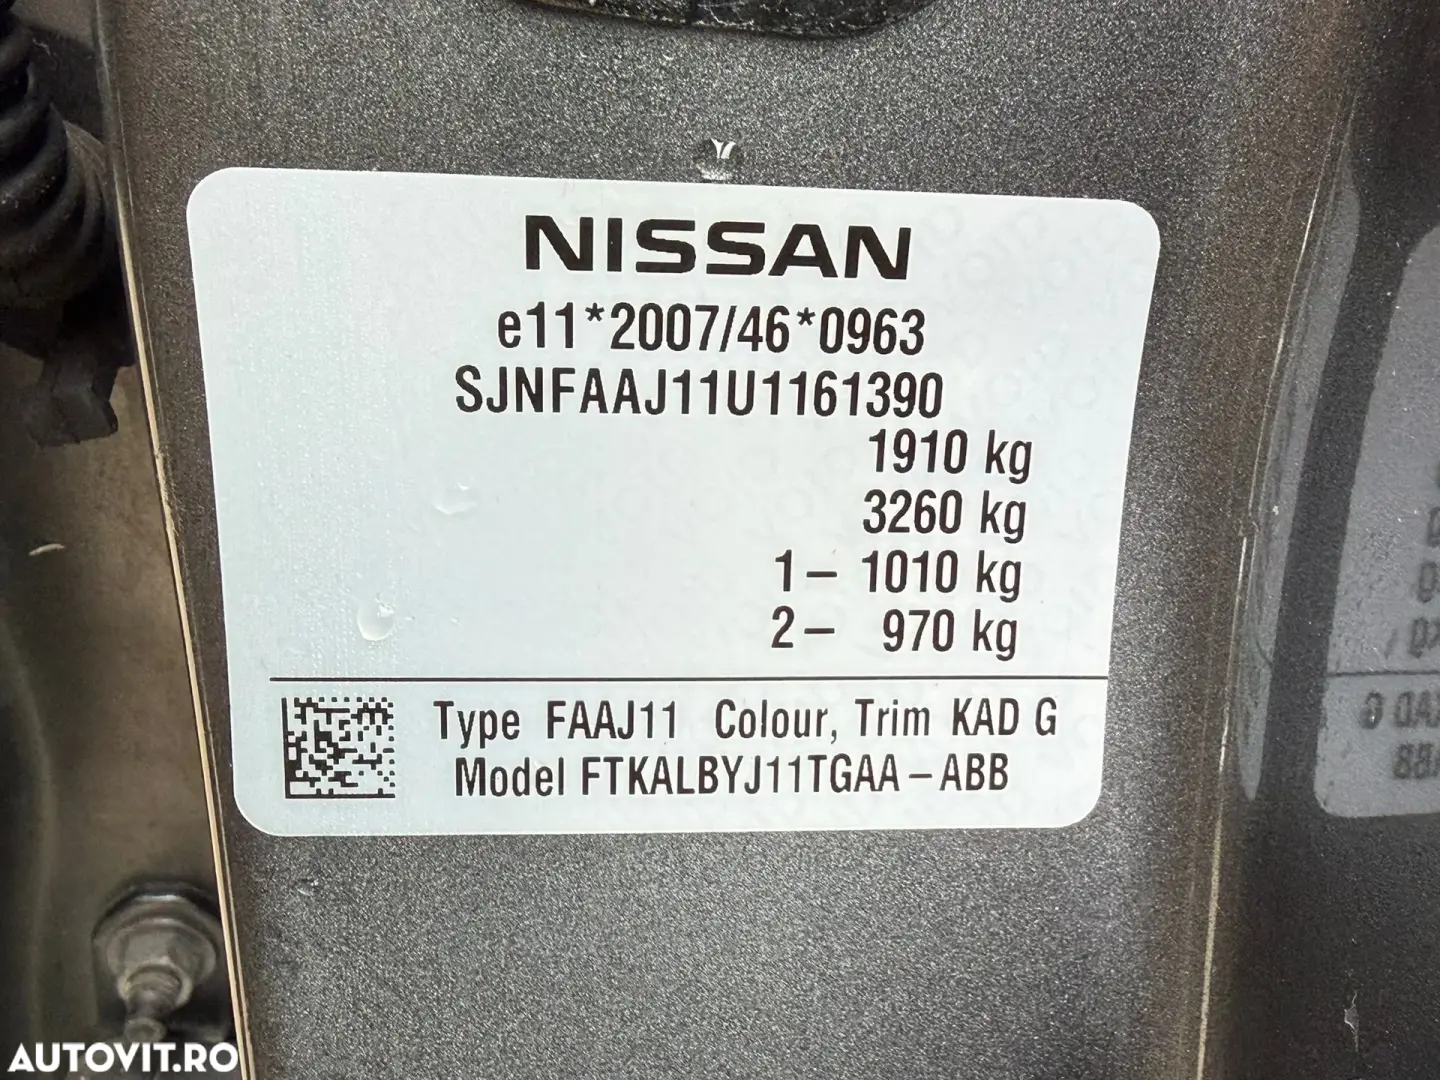 NISSAN
e11*2007/46*0963
SJNFAAJ11U1161390
1910 kg
3260 kg
1– 1010 kg
2– 970 kg
Type FAAJ11 Colour, Trim KAD G
Model FTKALBYJ11TGAA – ABB
AUTOVIT.RO